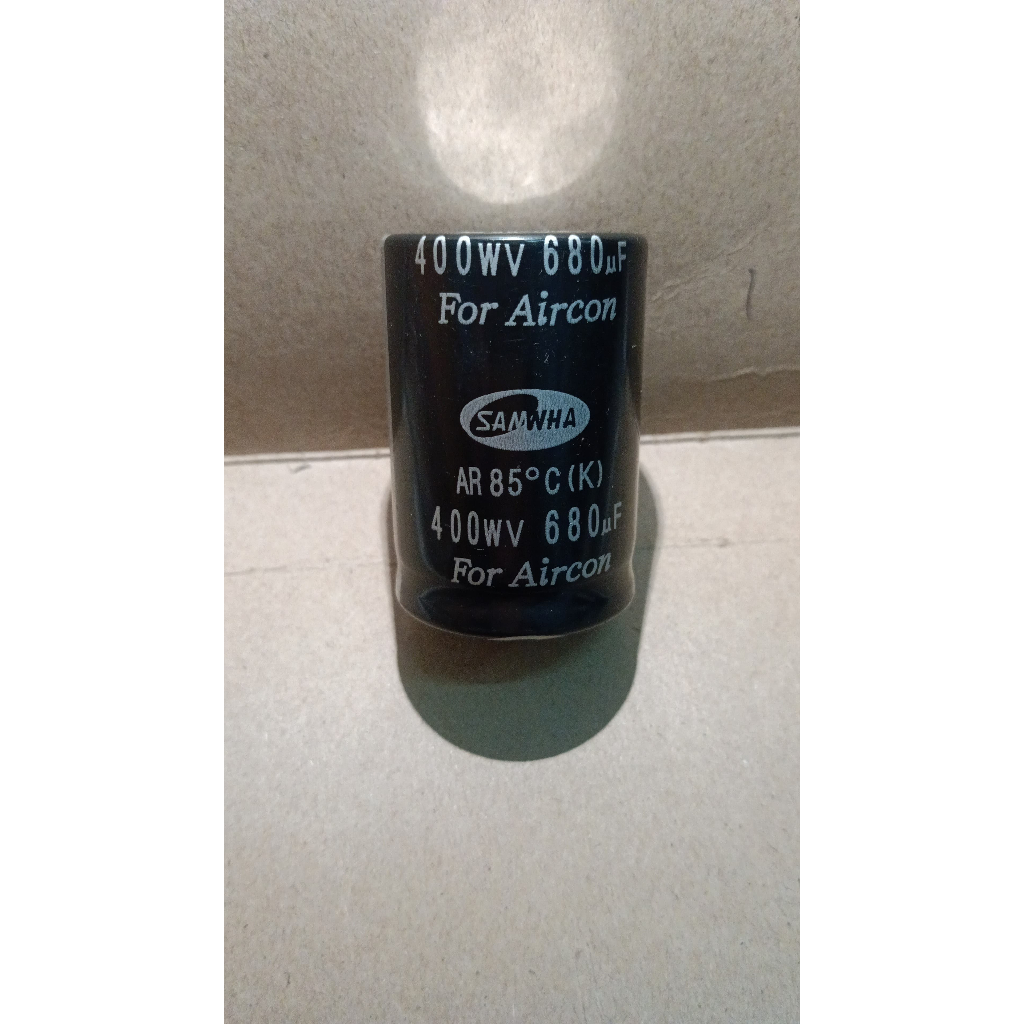 400WV 680µF
For Aircon
SAMWHA
AR 85°C (K)
400WV 680µF
For Aircon